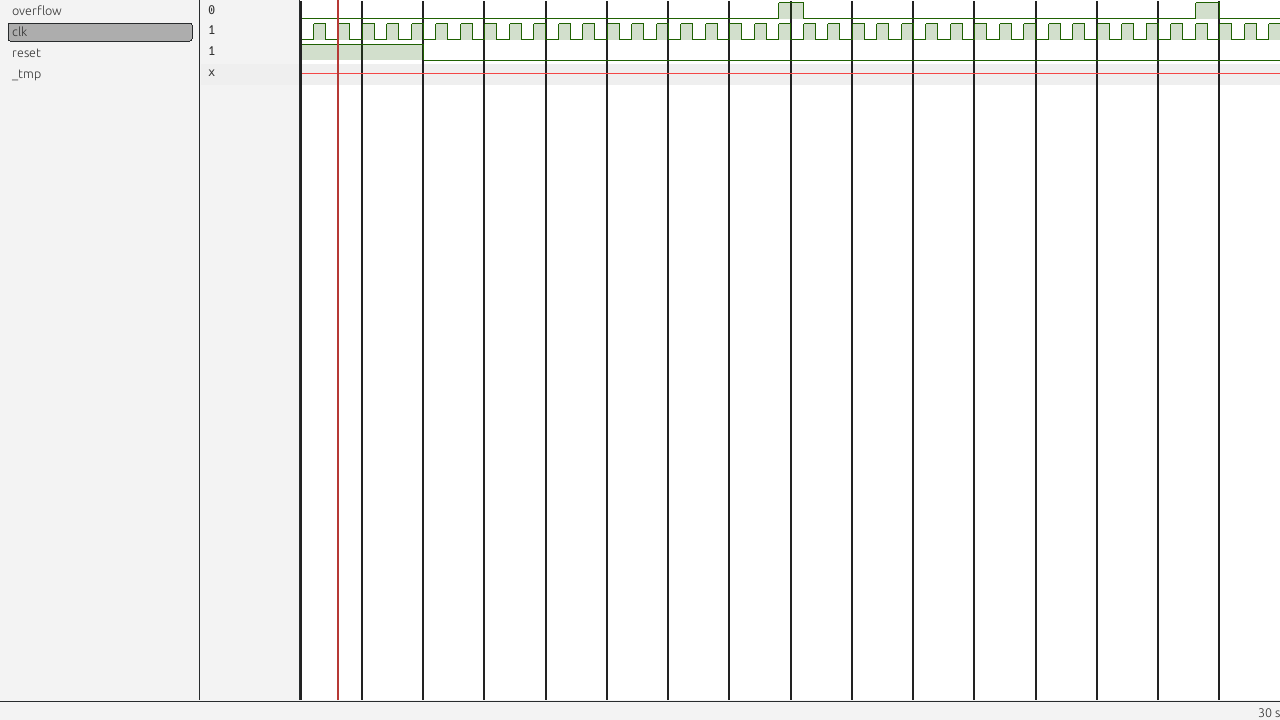 overflow 0
clk 1
reset 1
_tmp x
30 s